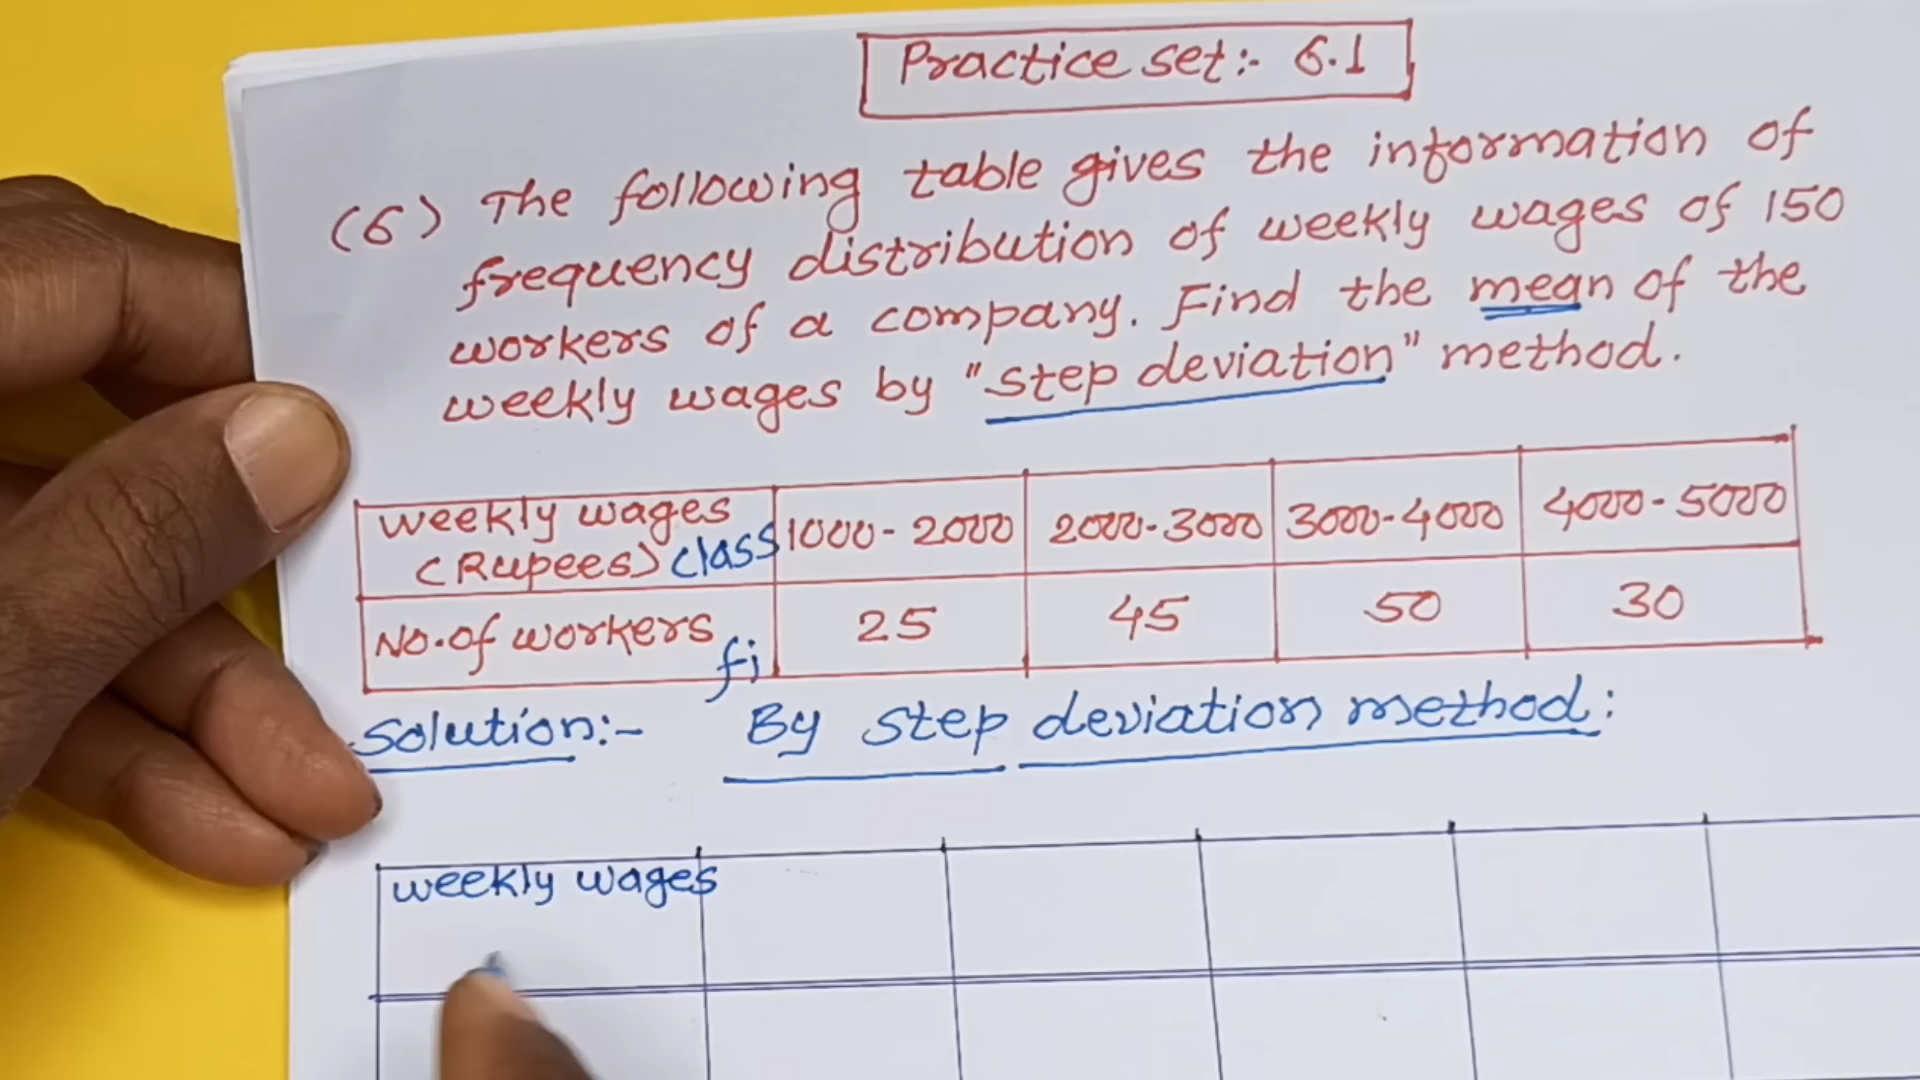 Practice set:- 6.1
(6) The following table gives the information of
frequency distribution of weekly wages of 150
workers of a company. Find the mean of the
weekly wages by "step deviation" method.
weekly wages (Rupees) class 1000-2000 2000-3000 3000-4000 4000-5000
No. of workers fi 25 45 50 30
Solution:- By step deviation method:
weekly wages